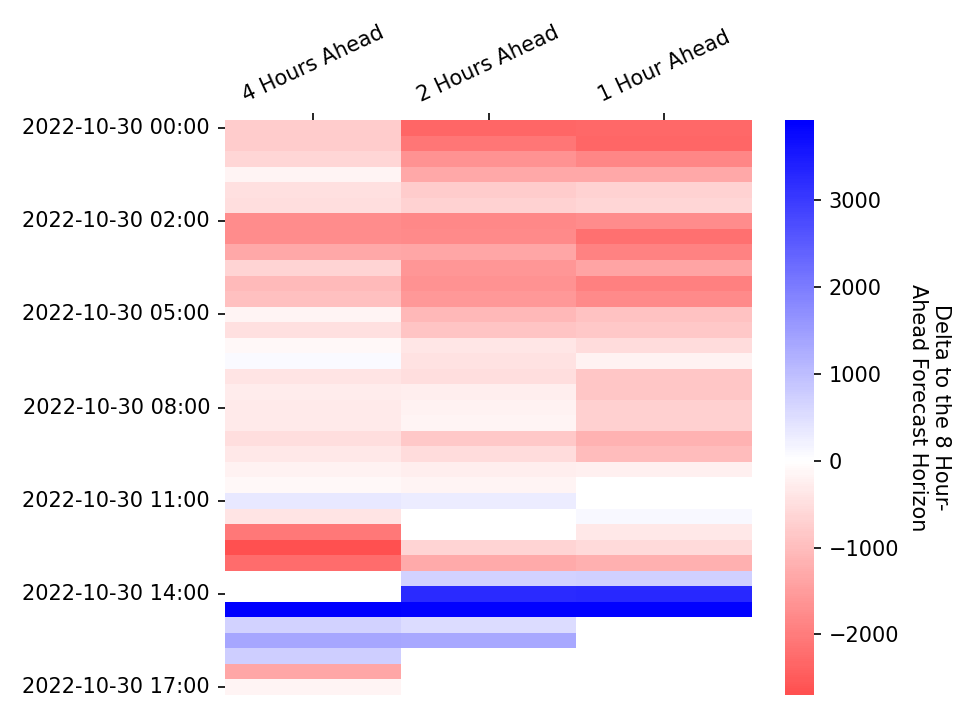 4 Hours Ahead
2 Hours Ahead
1 Hour Ahead
2022-10-30 00:00
2022-10-30 02:00
2022-10-30 05:00
2022-10-30 08:00
2022-10-30 11:00
2022-10-30 14:00
2022-10-30 17:00
3000
2000
1000
0
−1000
−2000
Delta to the 8 Hour-
Ahead Forecast Horizon